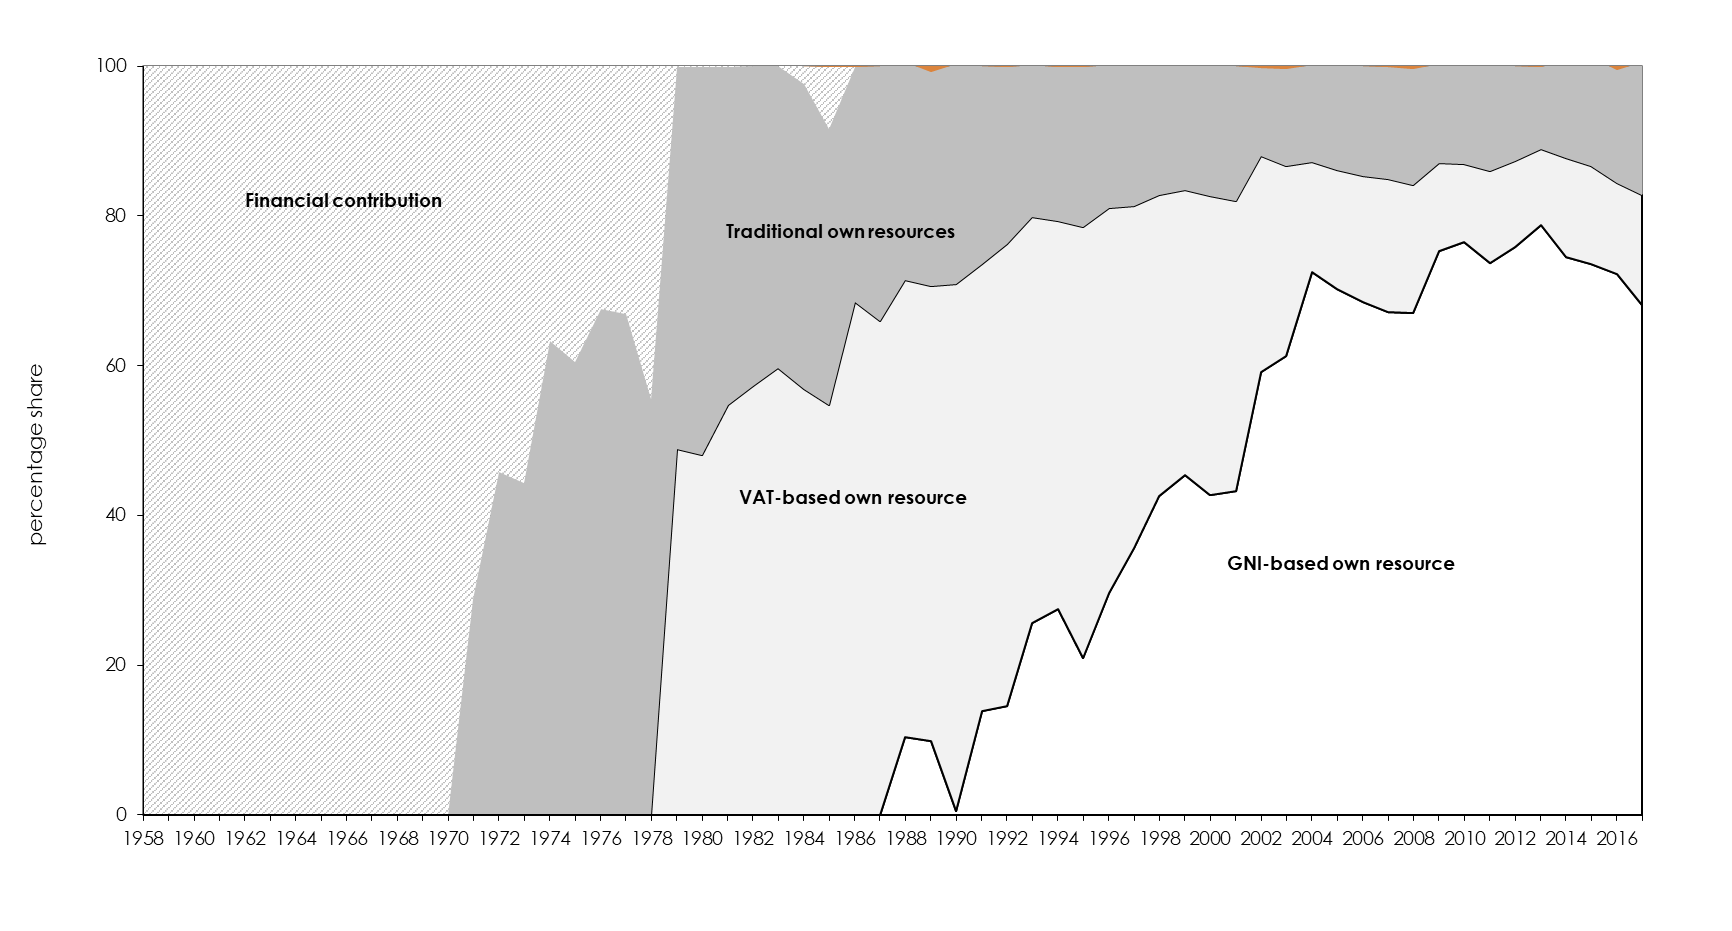 100
80
60
40
20
0
percentage share
Financial contribution
Traditional own resources
VAT-based own resource
GNI-based own resource
1958 1960 1962 1964 1966 1968 1970 1972 1974 1976 1978 1980 1982 1984 1986 1988 1990 1992 1994 1996 1998 2000 2002 2004 2006 2008 2010 2012 2014 2016